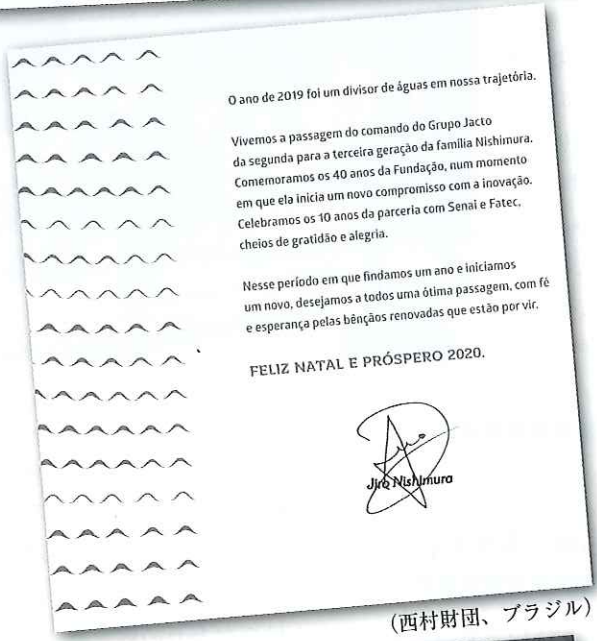 O ano de 2019 foi um divisor de águas em nossa trajetória.
Vivemos a passagem do comando do Grupo Jacto
da segunda para a terceira geração da família Nishimura.
Comemoramos os 40 anos da Fundação, num momento
em que ela inicia um novo compromisso com a inovação.
Celebramos os 10 anos da parceria com Senai e Fatec,
cheios de gratidão e alegria.
Nesse período em que findamos um ano e iniciamos
um novo, desejamos a todos uma ótima passagem, com fé
e esperança pelas bênçãos renovadas que estão por vir.
FELIZ NATAL E PRÓSPERO 2020.
Jiro Nishimura
(西村財団、ブラジル)